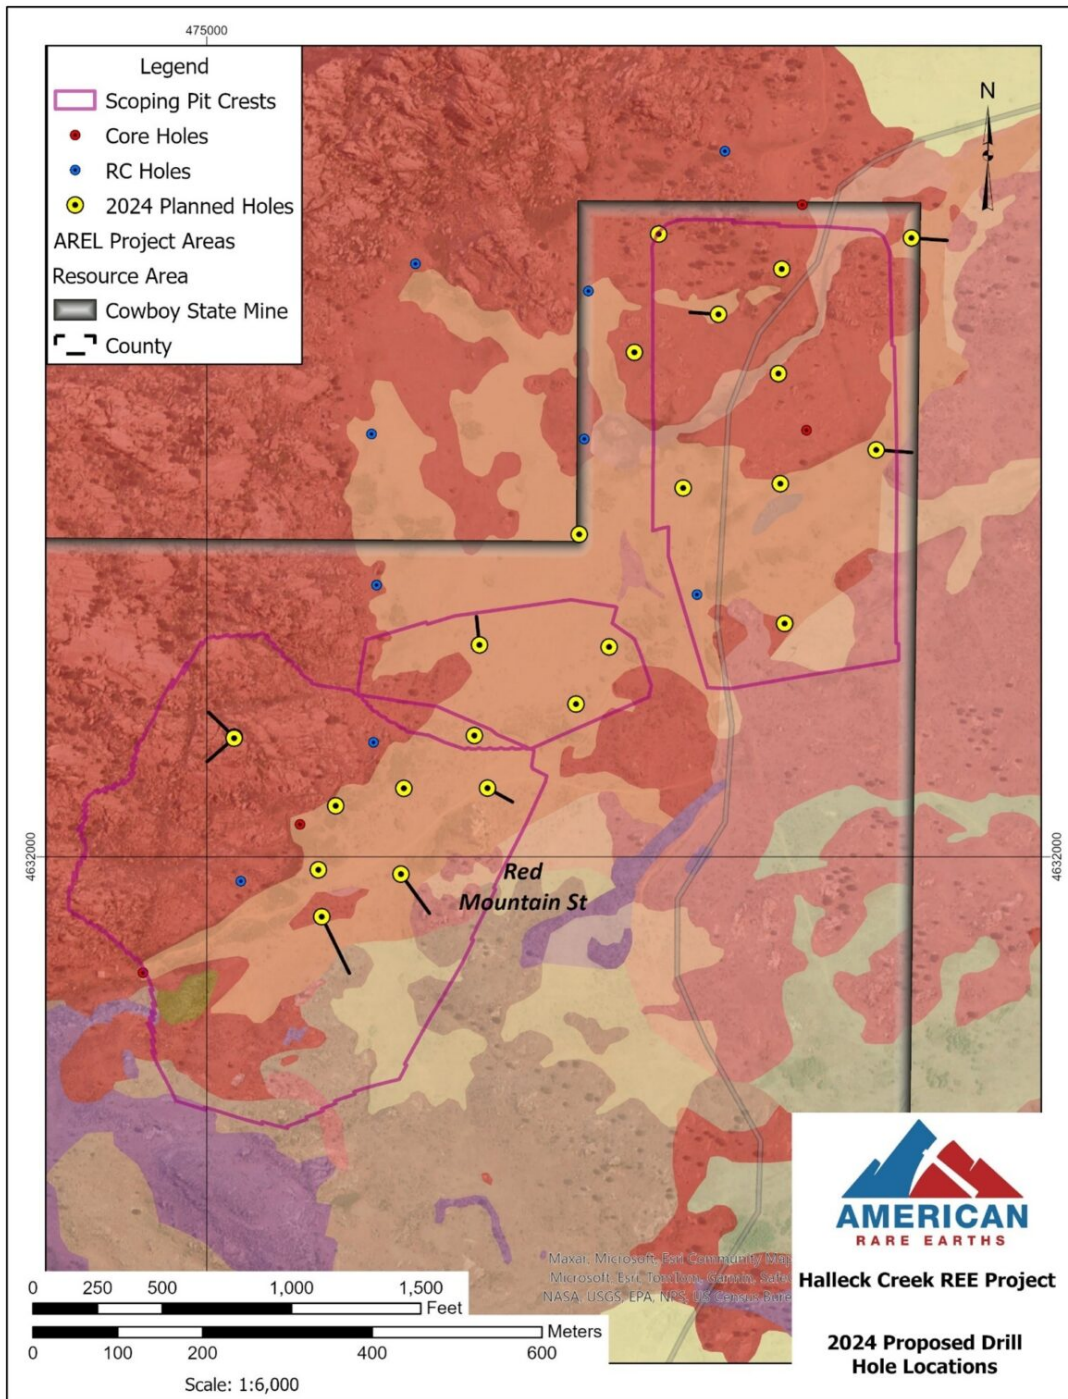 475000
Legend
Scoping Pit Crests
Core Holes
RC Holes
2024 Planned Holes
AREL Project Areas
Resource Area
Cowboy State Mine
County
N
4632000
4632000
Red
Mountain St
Maxar, Microsoft, Esri Community Map
Microsoft, Esri, TomTom, Garmin, Safe
NASA, USGS, EPA, NPS, US Census Bure
0 250 500 1,000 1,500
Feet
Meters
0 100 200 400 600
Scale: 1:6,000
AMERICAN
RARE EARTHS
Halleck Creek REE Project
2024 Proposed Drill
Hole Locations